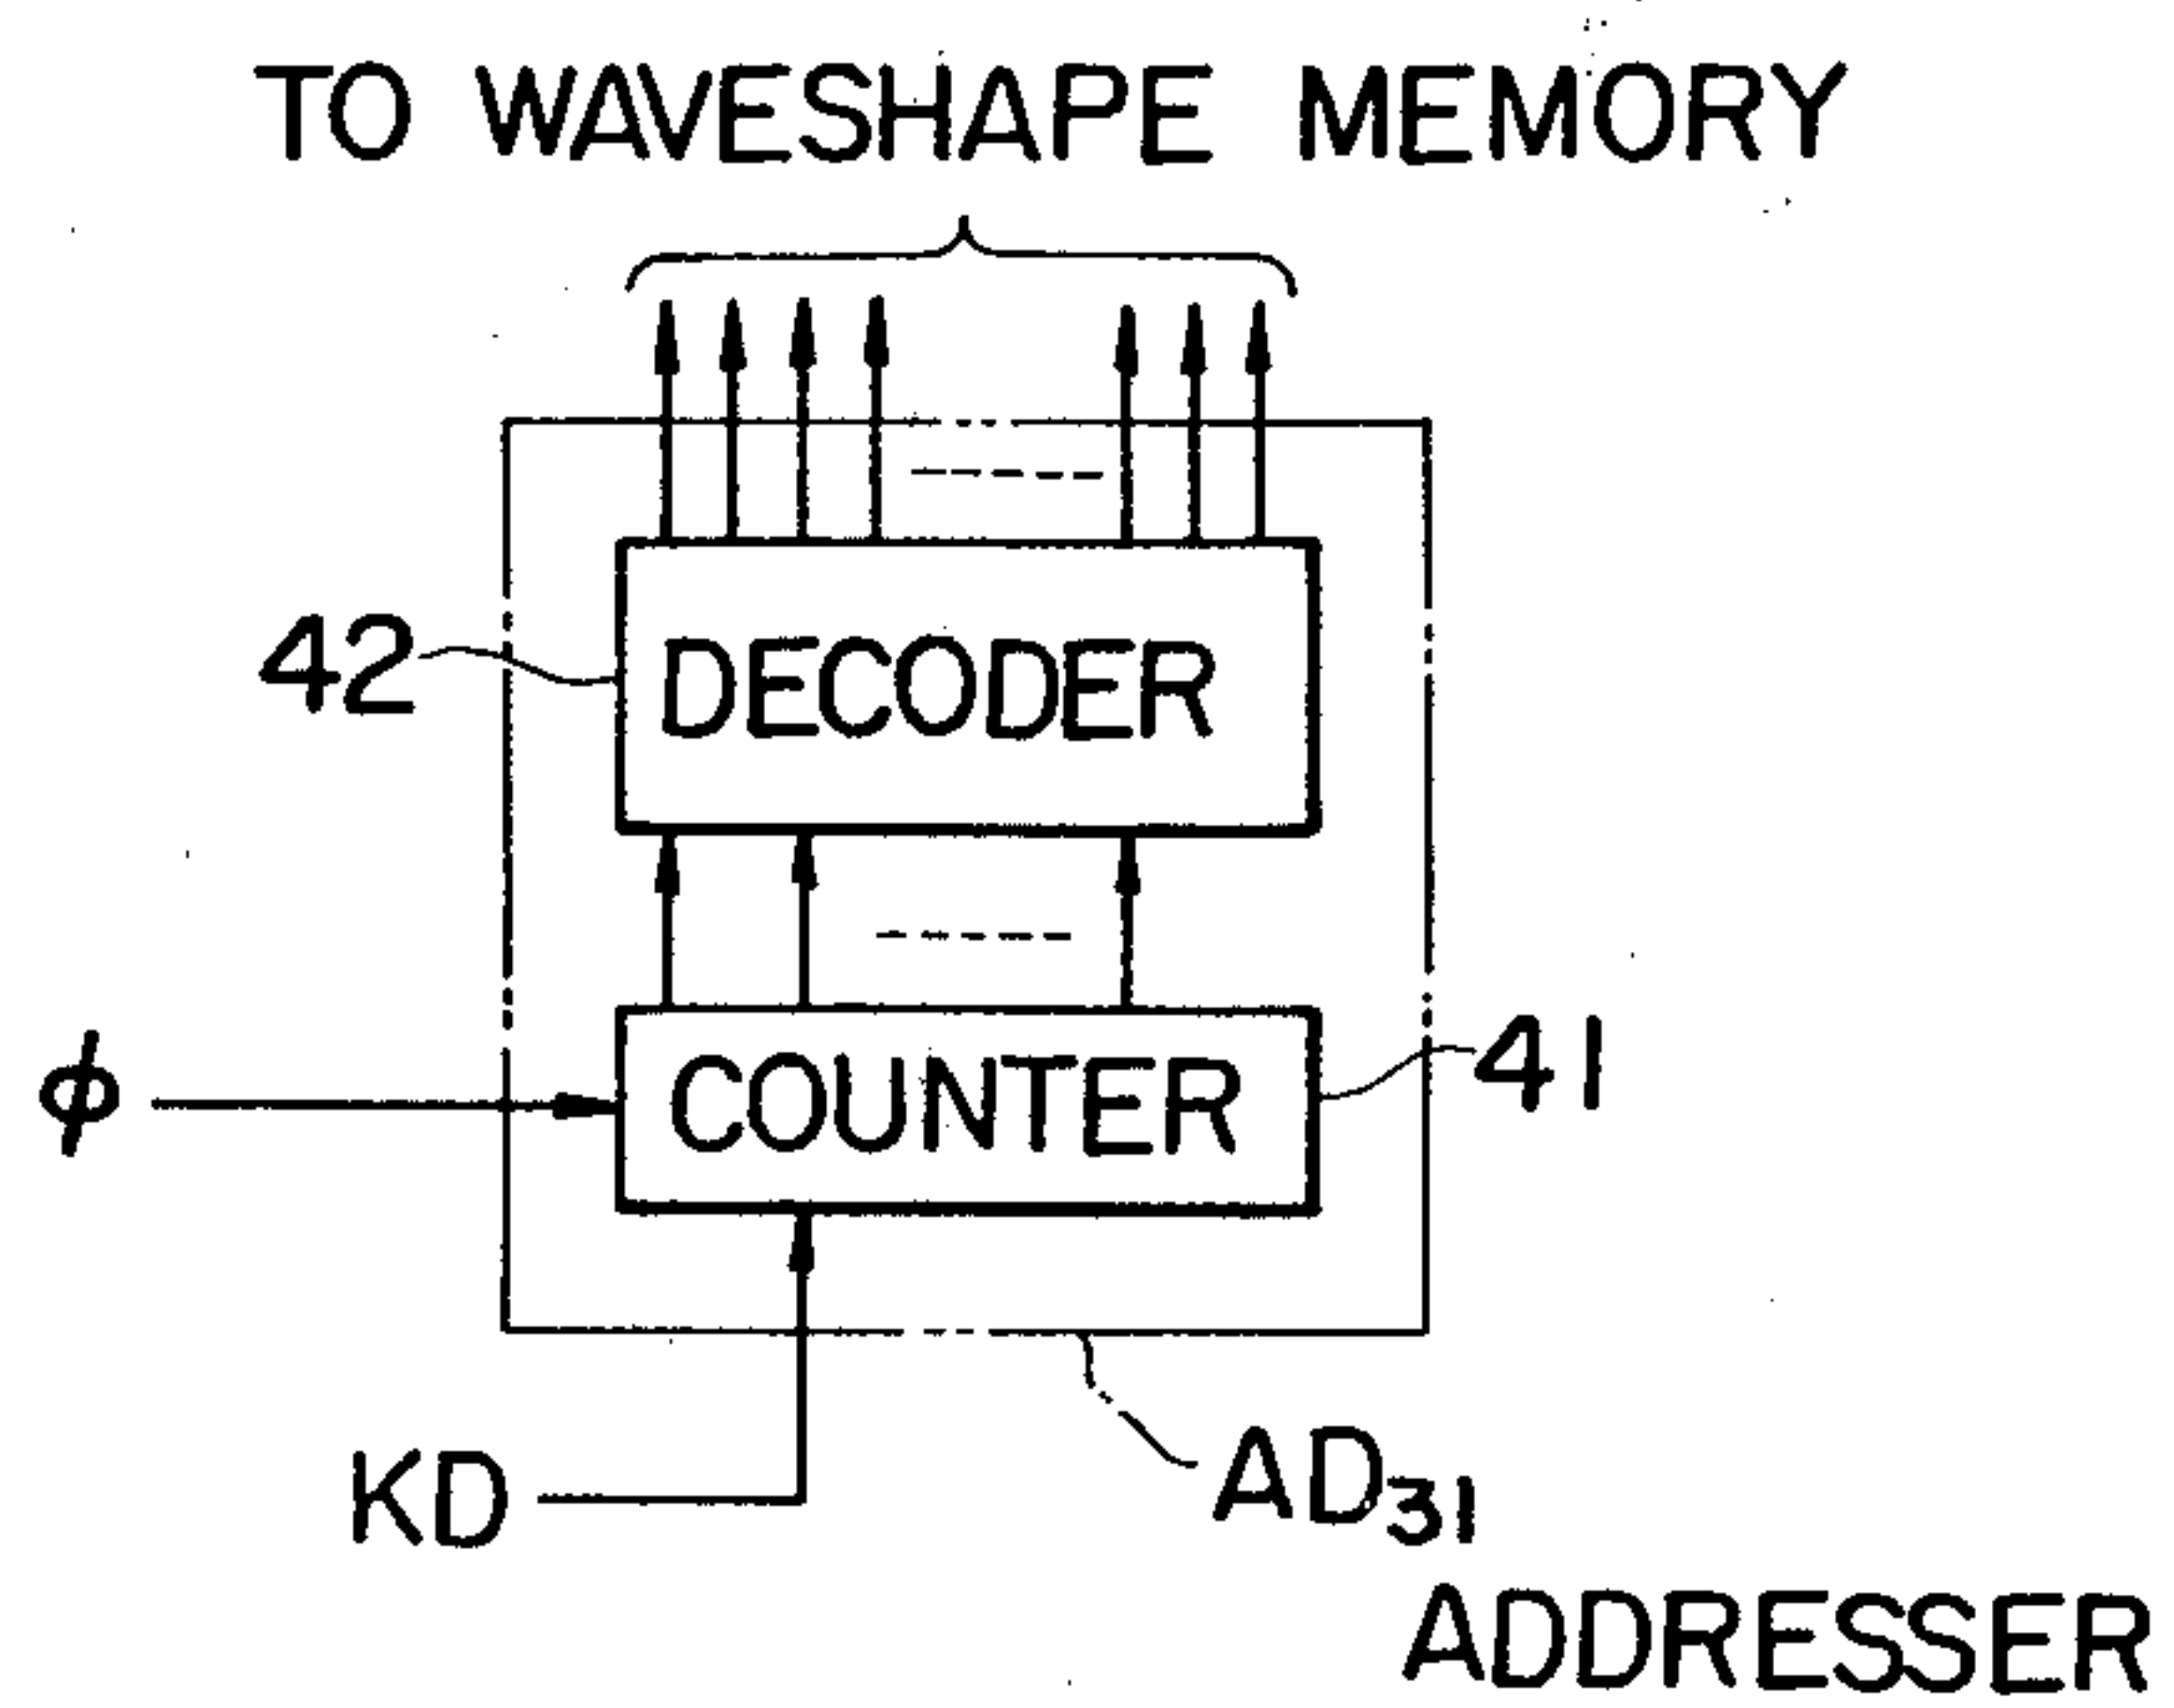 TO WAVESHAPE MEMORY
42
DECODER
ϕ
COUNTER
41
KD
AD31
ADDRESSER